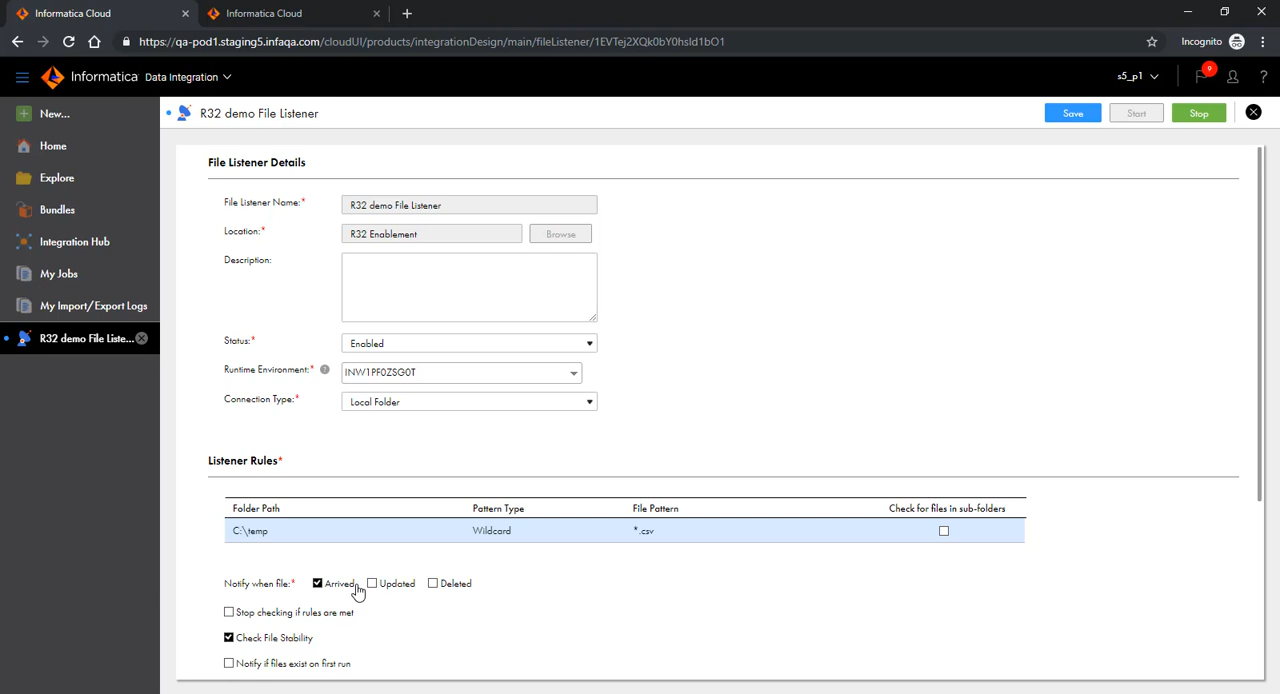 Informatica Cloud
Informatica Cloud
https://qa-pod1.staging5.infaqa.com/cloudUI/products/integrationDesign/main/fileListener/1EVTej2XQk0bY0hsld1bO1
Incognito
Informatica Data Integration
s5_p1
9
?
New...
Home
Explore
Bundles
Integration Hub
My Jobs
My Import/Export Logs
R32 demo File Liste...
R32 demo File Listener
Save
Start
Stop
File Listener Details
File Listener Name:* R32 demo File Listener
Location:* R32 Enablement Browse
Description:
Status:* Enabled
Runtime Environment:* ? INW1PF0ZSG0T
Connection Type:* Local Folder
Listener Rules*
Folder Path Pattern Type File Pattern Check for files in sub-folders
C:\temp Wildcard *.csv
Notify when file:* Arrived Updated Deleted
Stop checking if rules are met
Check File Stability
Notify if files exist on first run